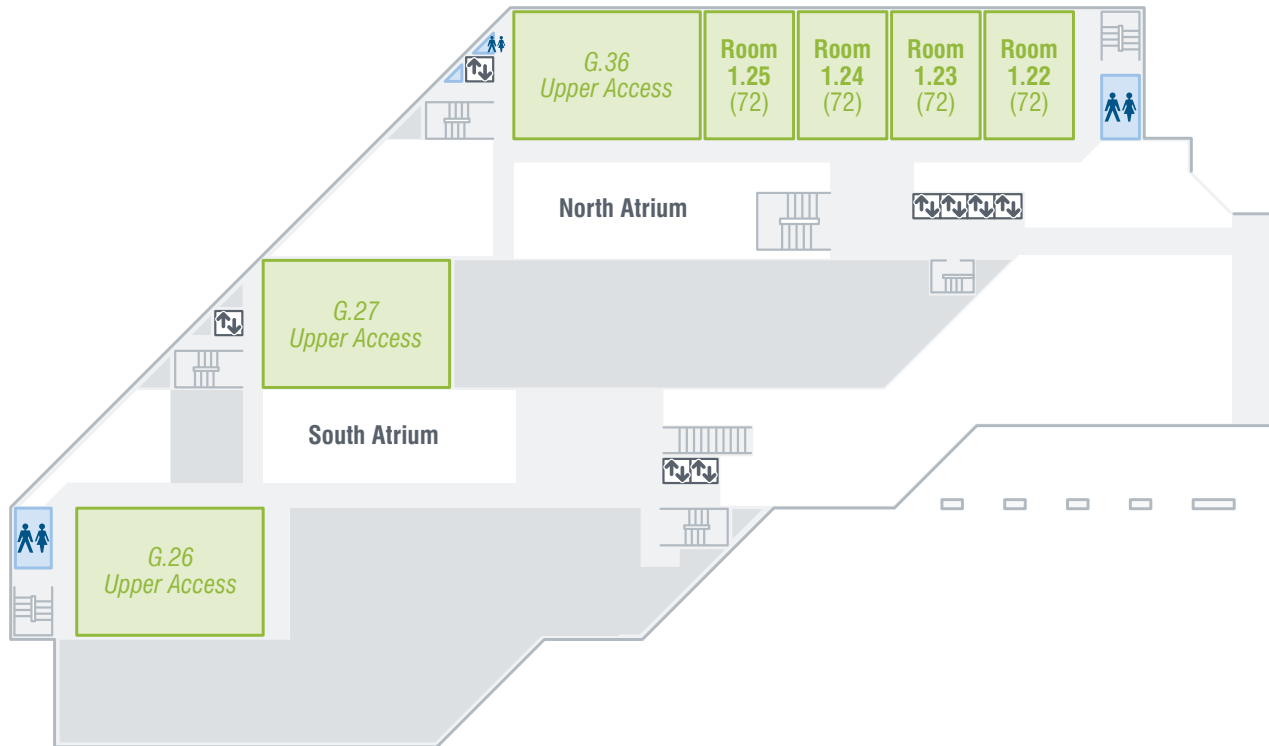 G.36
Upper Access
Room
1.25
(72)
Room
1.24
(72)
Room
1.23
(72)
Room
1.22
(72)
North Atrium
G.27
Upper Access
South Atrium
G.26
Upper Access